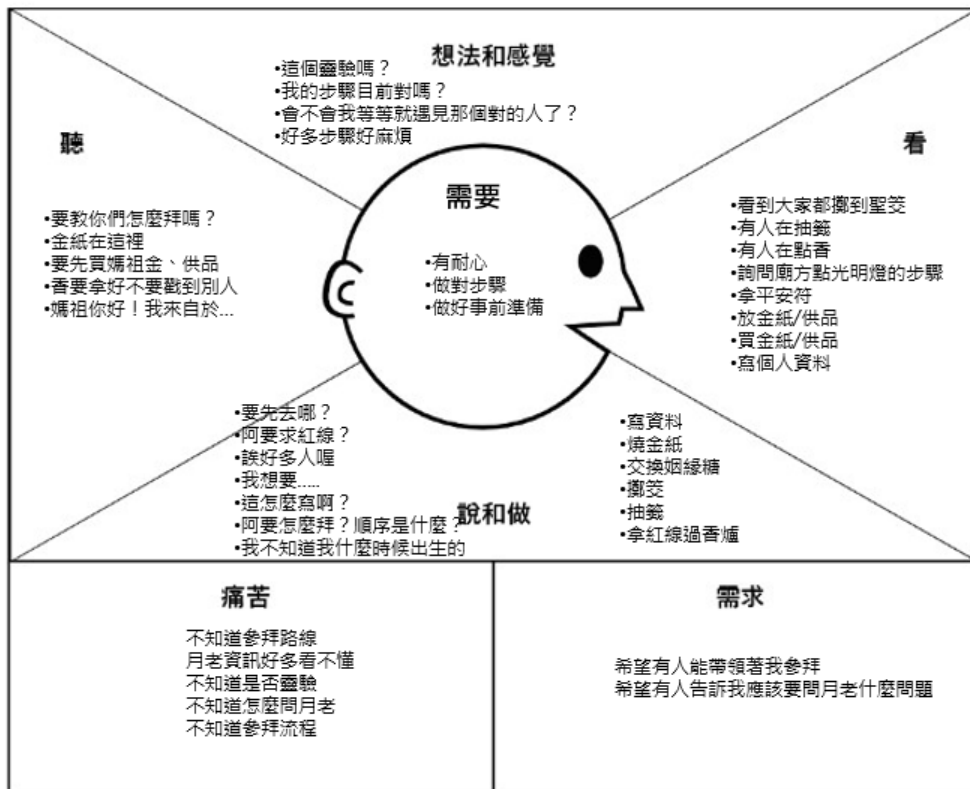 想法和感覺
•這個靈驗嗎？
•我的步驟目前對嗎？
•會不會我等等就遇見那個對的人了？
•好多步驟好麻煩
聽
•要教你們怎麼拜嗎？
•金紙在這裡
•要先買媽祖金、供品
•香要拿好不要戳到別人
•媽祖你好！我來自於...
需要
•有耐心
•做對步驟
•做好事前準備
看
•看到大家都擲到聖筊
•有人在抽籤
•有人在點香
•詢問廟方點光明燈的步驟
•拿平安符
•放金紙/供品
•買金紙/供品
•寫個人資料
說和做
•要先去哪？
•阿要求紅線？
•誒好多人喔
•我想要.....
•這怎麼寫啊？
•阿要怎麼拜？順序是什麼？
•我不知道我什麼時候出生的
•寫資料
•燒金紙
•交換姻緣糖
•擲筊
•抽籤
•拿紅線過香爐
痛苦
不知道參拜路線
月老資訊好多看不懂
不知道是否靈驗
不知道怎麼問月老
不知道參拜流程
需求
希望有人能帶領著我參拜
希望有人告訴我應該要問月老什麼問題